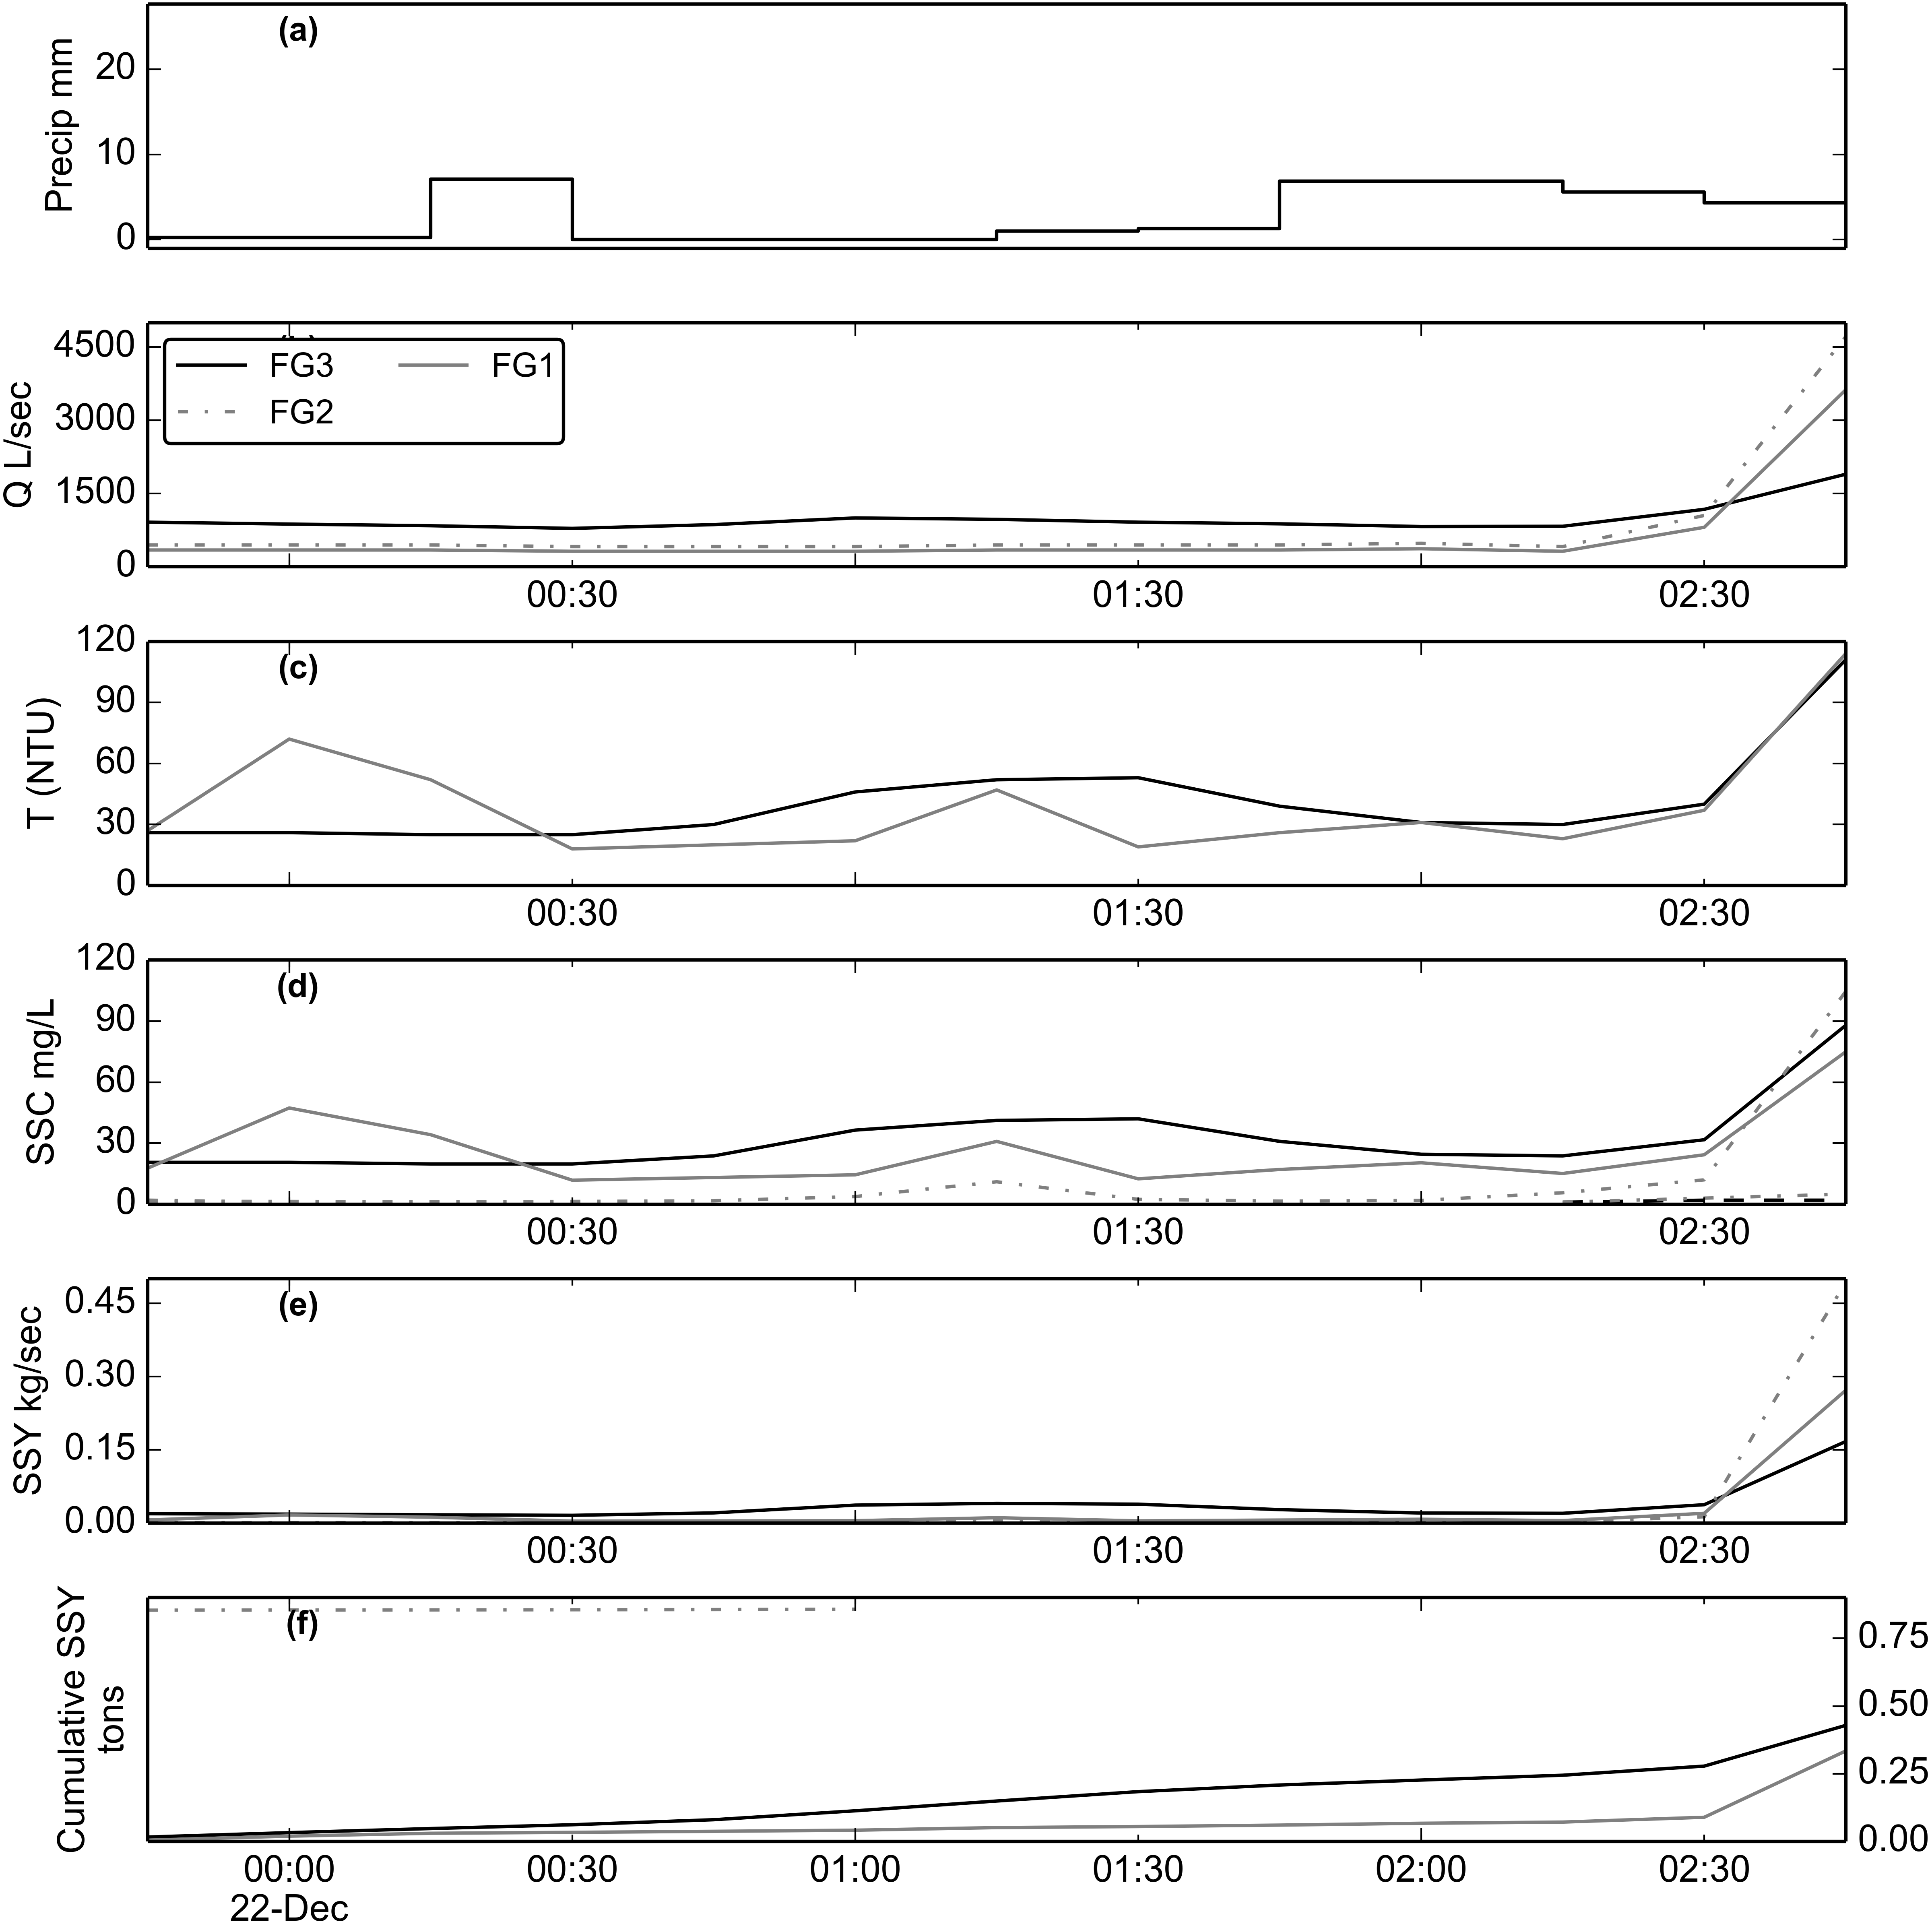 (a)
Precip mm
20
10
0
Q L/sec
4500
3000
1500
0
FG3 FG1
FG2
00:30 01:30 02:30
(c)
T (NTU)
120
90
60
30
0
00:30 01:30 02:30
(d)
SSC mg/L
120
90
60
30
0
00:30 01:30 02:30
(e)
SSY kg/sec
0.45
0.30
0.15
0.00
00:30 01:30 02:30
(f)
Cumulative SSY
tons
0.75
0.50
0.25
0.00
00:00 00:30 01:00 01:30 02:00 02:30
22-Dec